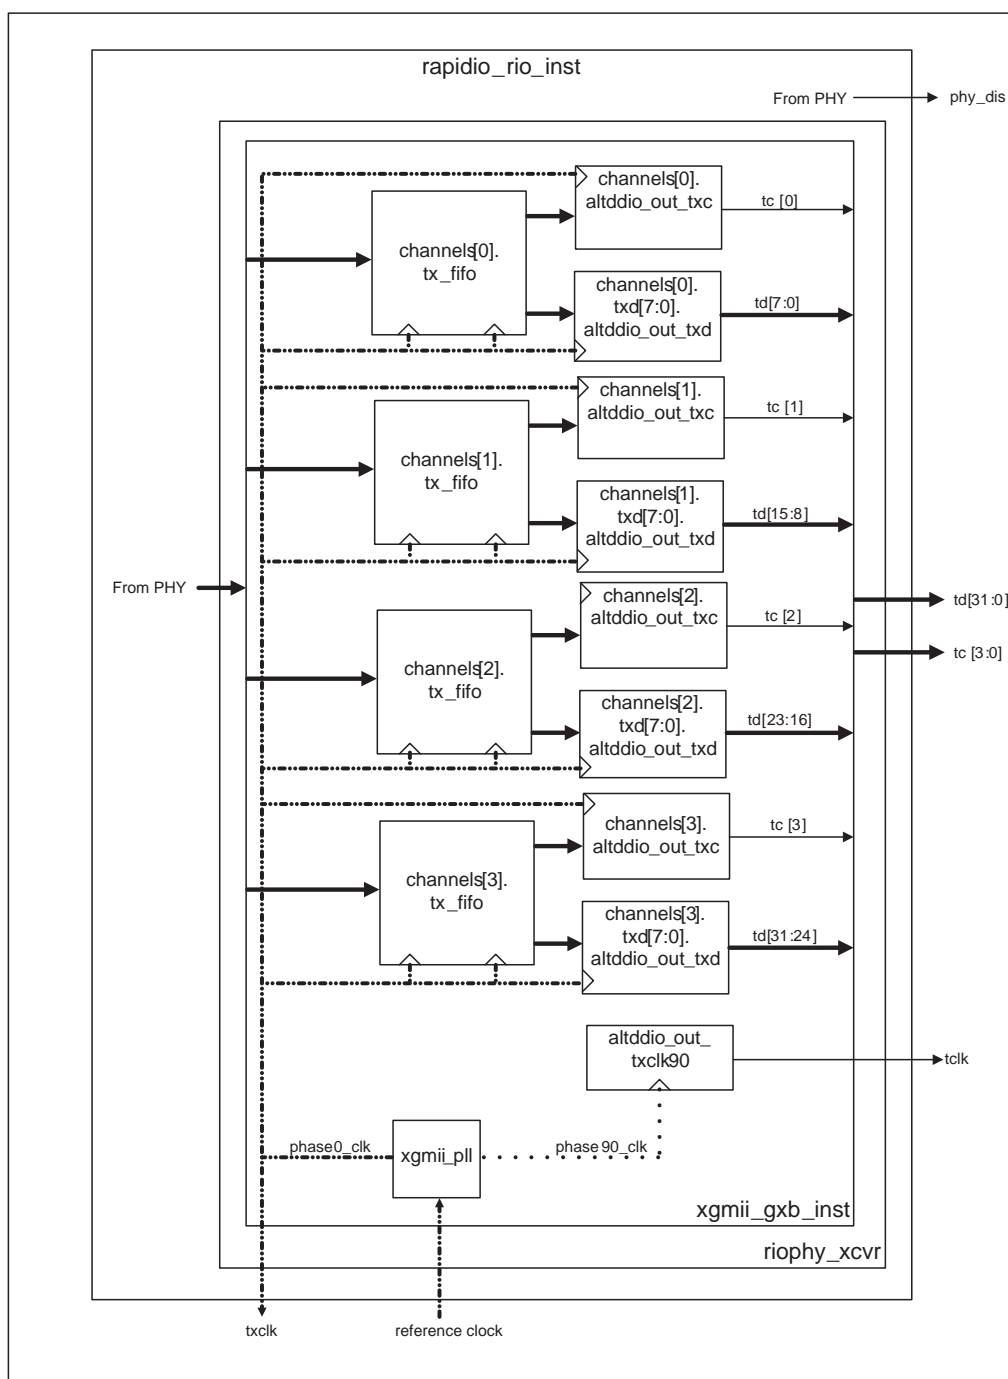 rapidio_rio_inst
From PHY
phy_dis
channels[0].
altddio_out_txc
tc [0]
channels[0].
tx_fifo
channels[0].
txd[7:0].
altddio_out_txd
td[7:0]
channels[1].
altddio_out_txc
tc [1]
channels[1].
tx_fifo
channels[1].
txd[7:0].
altddio_out_txd
td[15:8]
From PHY
channels[2].
altddio_out_txc
tc [2]
td[31:0]
tc [3:0]
channels[2].
tx_fifo
channels[2].
txd[7:0].
altddio_out_txd
td[23:16]
channels[3].
altddio_out_txc
tc [3]
channels[3].
tx_fifo
channels[3].
txd[7:0].
altddio_out_txd
td[31:24]
altddio_out_
txclk90
tclk
phase0_clk
xgmii_pll
phase90_clk
xgmii_gxb_inst
riophy_xcvr
txclk
reference clock